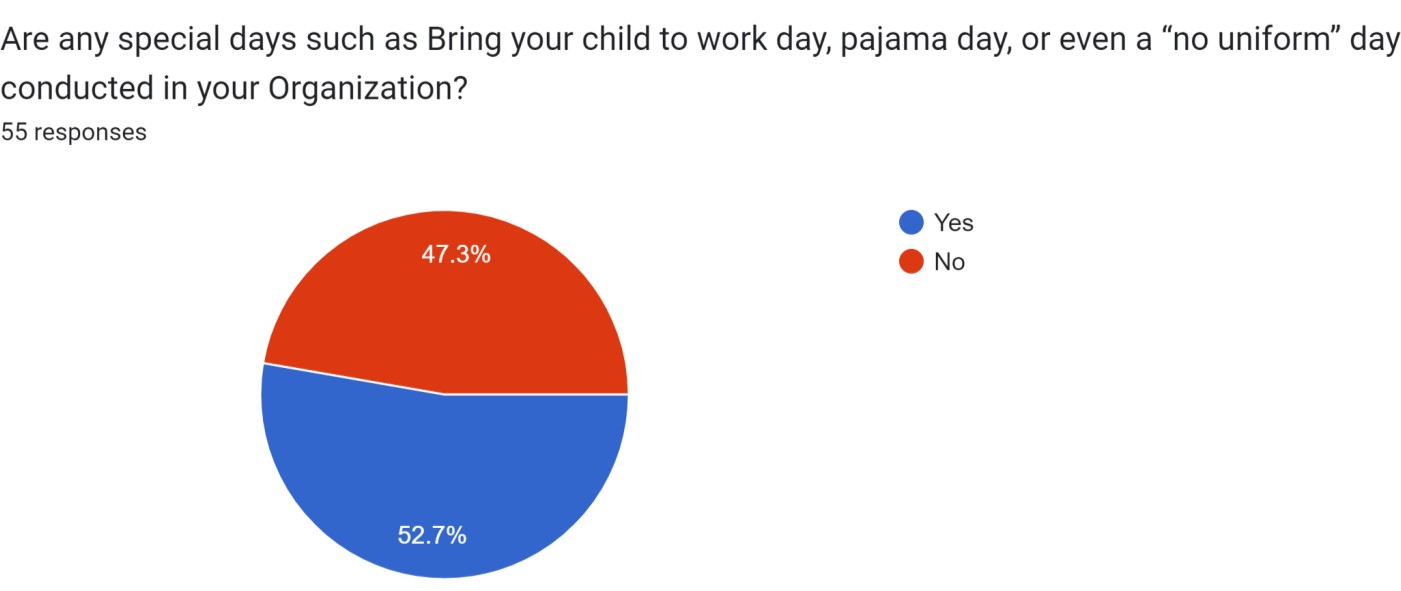 Are any special days such as Bring your child to work day, pajama day, or even a “no uniform” day
conducted in your Organization?
55 responses
Yes
No
47.3%
52.7%